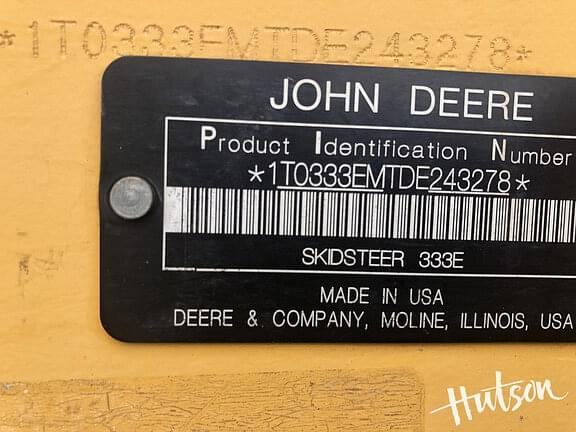 *1T0333EMTDE243278*
JOHN DEERE
Product Identification Number
*1T0333EMTDE243278*
SKIDSTEER 333E
MADE IN USA
DEERE & COMPANY, MOLINE, ILLINOIS, USA
Hutson